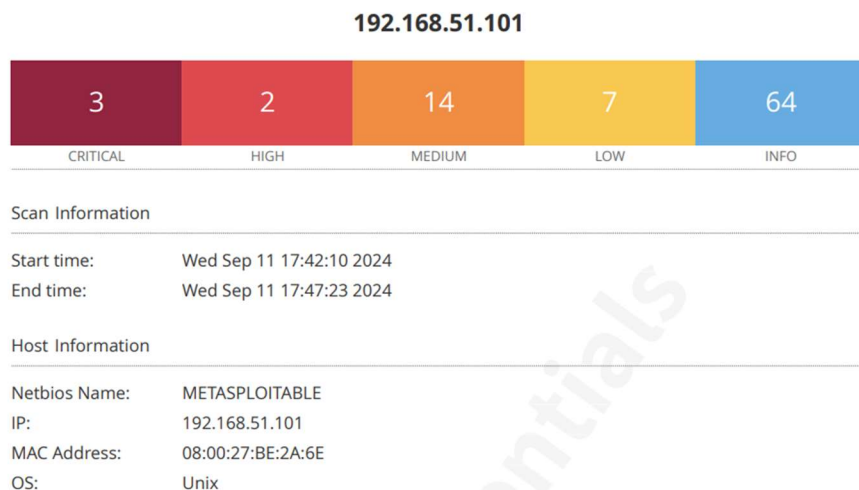 192.168.51.101
3 2 14 7 64
CRITICAL HIGH MEDIUM LOW INFO
Scan Information
Start time: Wed Sep 11 17:42:10 2024
End time: Wed Sep 11 17:47:23 2024
Host Information
Netbios Name: METASPLOITABLE
IP: 192.168.51.101
MAC Address: 08:00:27:BE:2A:6E
OS: Unix
entials